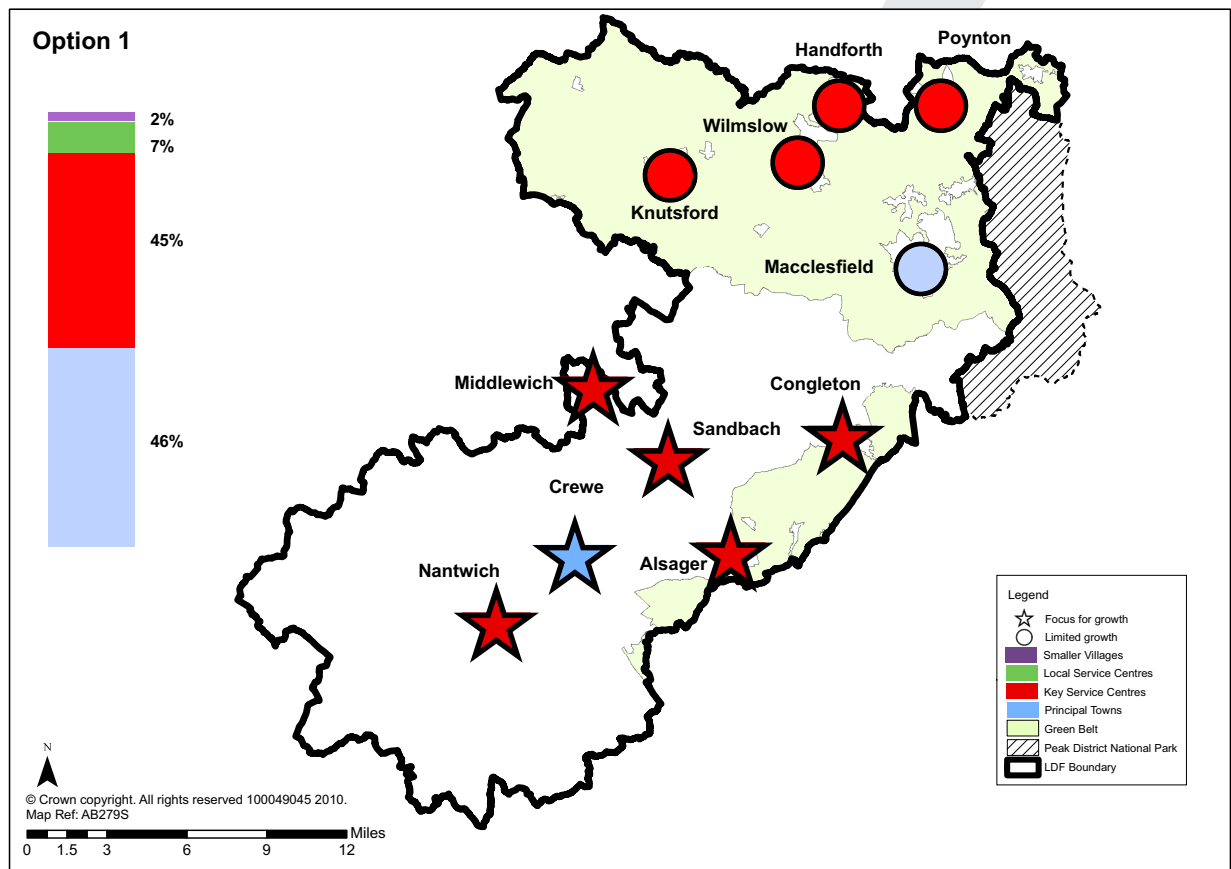 Option 1
2%
7%
45%
46%
Handforth
Poynton
Wilmslow
Knutsford
Macclesfield
Middlewich
Congleton
Sandbach
Crewe
Alsager
Nantwich
Legend
Focus for growth
Limited growth
Smaller Villages
Local Service Centres
Key Service Centres
Principal Towns
Green Belt
Peak District National Park
LDF Boundary
N
© Crown copyright. All rights reserved 100049045 2010.
Map Ref: AB279S
Miles
0 1.5 3 6 9 12